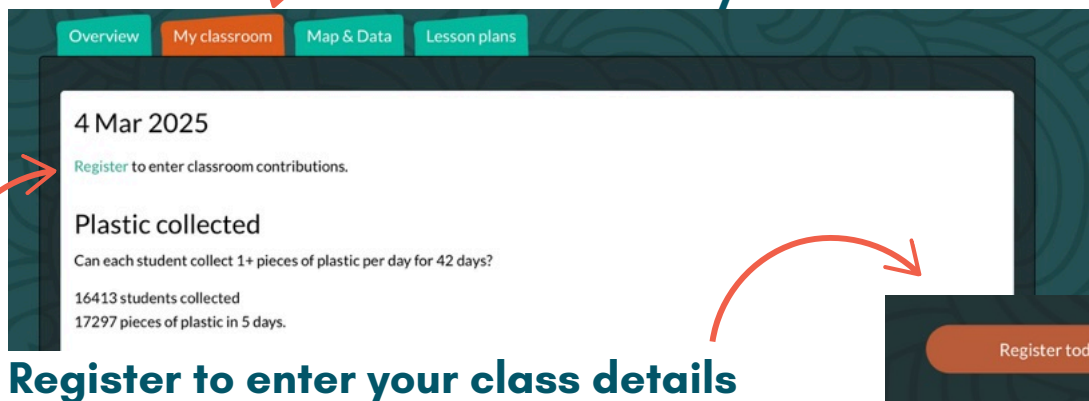 Overview My classroom Map & Data Lesson plans
4 Mar 2025
Register to enter classroom contributions.
Plastic collected
Can each student collect 1+ pieces of plastic per day for 42 days?
16413 students collected
17297 pieces of plastic in 5 days.
Register
Register to enter your class details